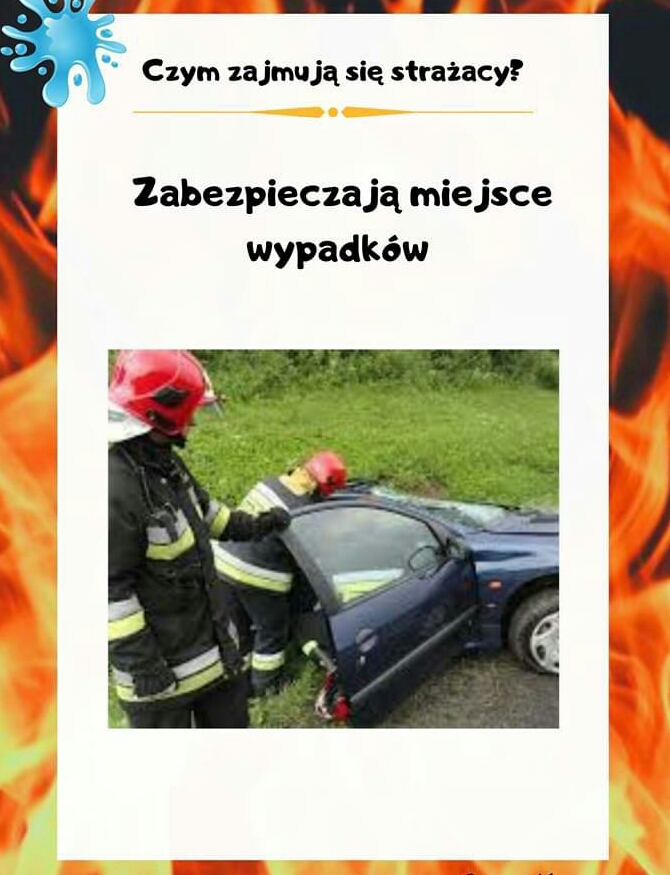 Czym zajmują się strażacy?
Zabezpieczają miejsce
wypadków